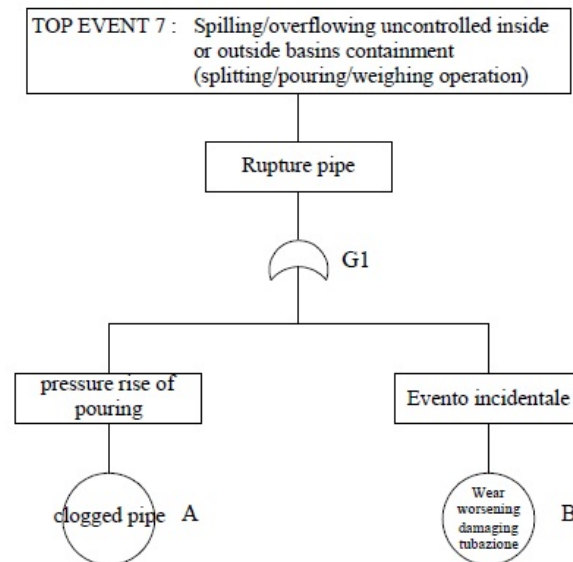 TOP EVENT 7 : Spilling/overflowing uncontrolled inside
or outside basins containment
(splitting/pouring/weighing operation)
Rupture pipe
G1
pressure rise of
pouring
Evento incidentale
clogged pipe
A
Wear
worsening
damaging
tubazione
B